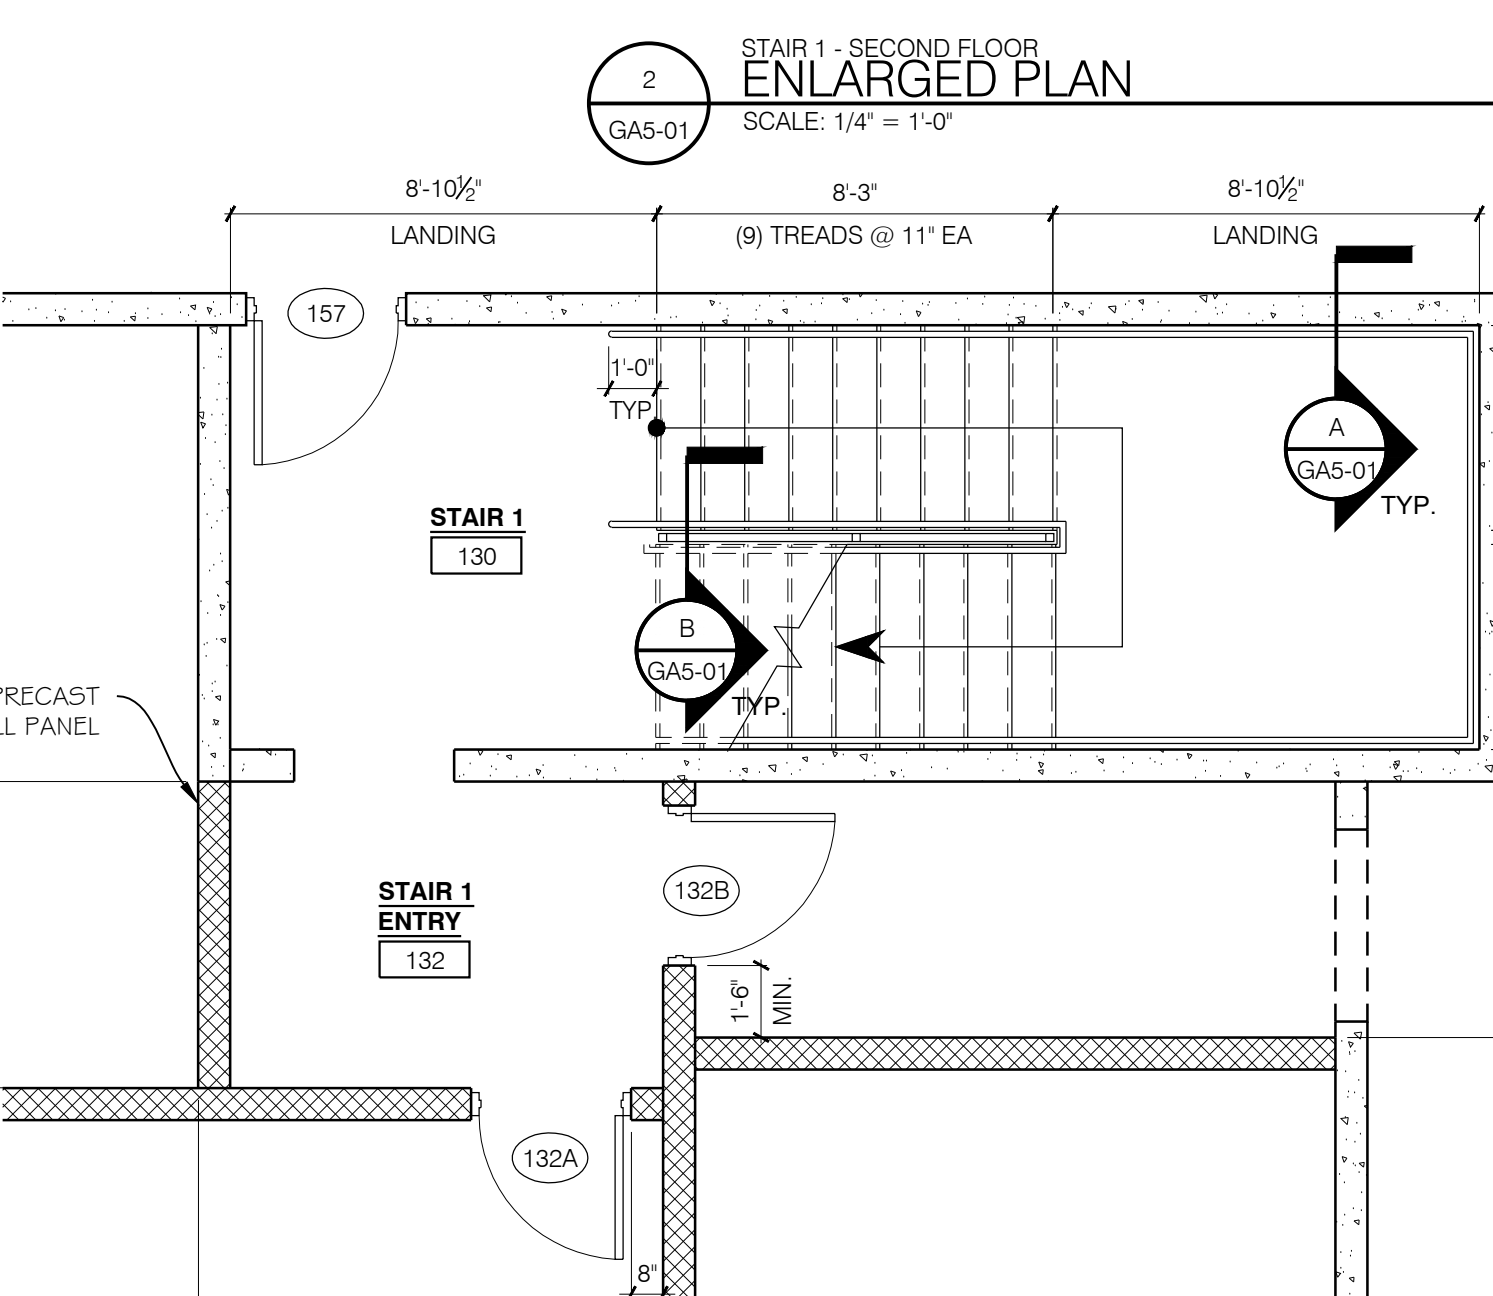 2
GA5-01
STAIR 1 - SECOND FLOOR
ENLARGED PLAN
SCALE: 1/4" = 1'-0"
8'-10½"
8'-3"
8'-10½"
LANDING
(9) TREADS @ 11" EA
LANDING
157
1'-0"
TYP.
A
GA5-01
TYP.
STAIR 1
130
B
GA5-01
TYP.
PRECAST
LL PANEL
STAIR 1
ENTRY
132
132B
1'-6"
MIN.
132A
8"